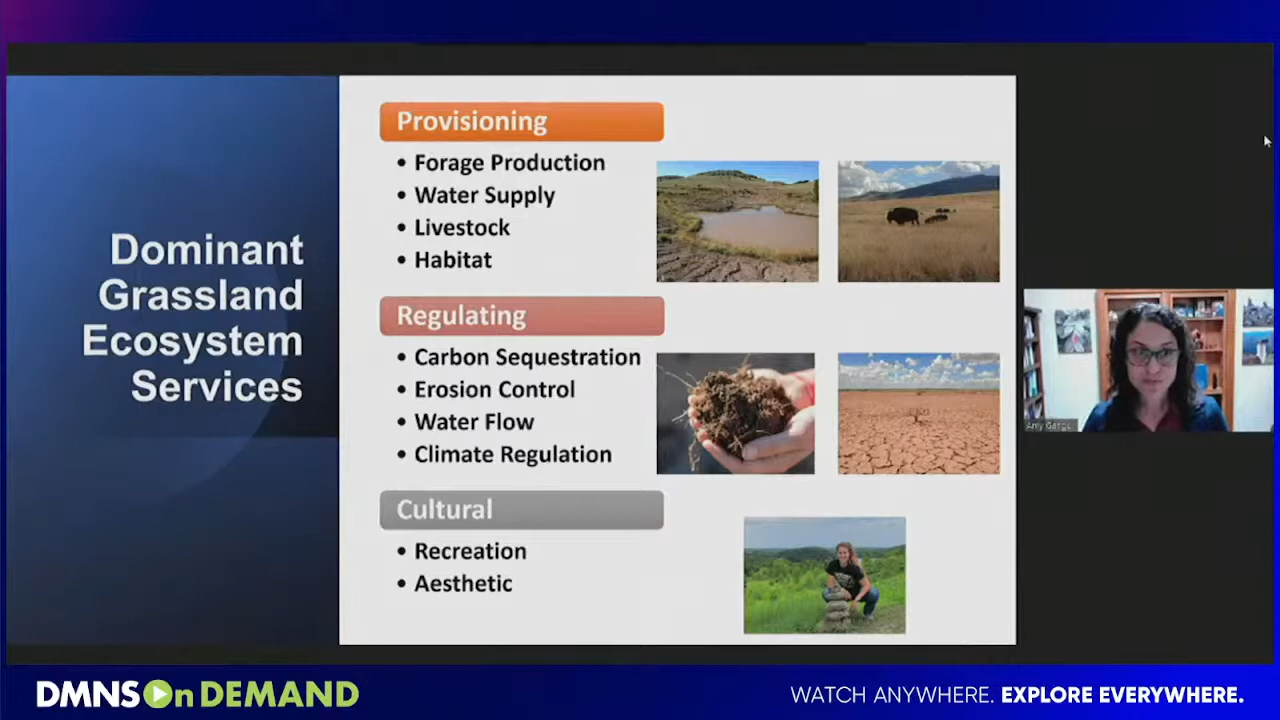 Dominant
Grassland
Ecosystem
Services
Provisioning
• Forage Production
• Water Supply
• Livestock
• Habitat
Regulating
• Carbon Sequestration
• Erosion Control
• Water Flow
• Climate Regulation
Cultural
• Recreation
• Aesthetic
Amy
DMNS On DEMAND
WATCH ANYWHERE. EXPLORE EVERYWHERE.